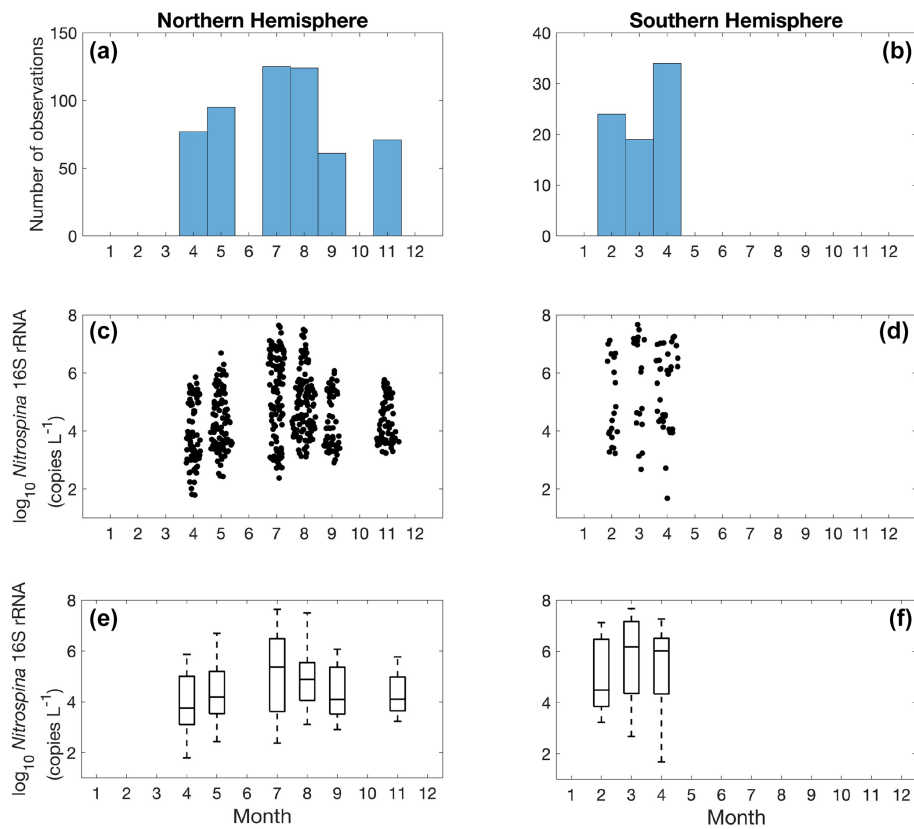 Northern Hemisphere
Southern Hemisphere
(a)
(b)
Number of observations
150
100
50
0
1 2 3 4 5 6 7 8 9 10 11 12
40
30
20
10
0
1 2 3 4 5 6 7 8 9 10 11 12
(c)
(d)
log₁₀ Nitrospina 16S rRNA
(copies L⁻¹)
8
6
4
2
1 2 3 4 5 6 7 8 9 10 11 12
8
6
4
2
1 2 3 4 5 6 7 8 9 10 11 12
(e)
(f)
log₁₀ Nitrospina 16S rRNA
(copies L⁻¹)
8
6
4
2
1 2 3 4 5 6 7 8 9 10 11 12
Month
8
6
4
2
1 2 3 4 5 6 7 8 9 10 11 12
Month